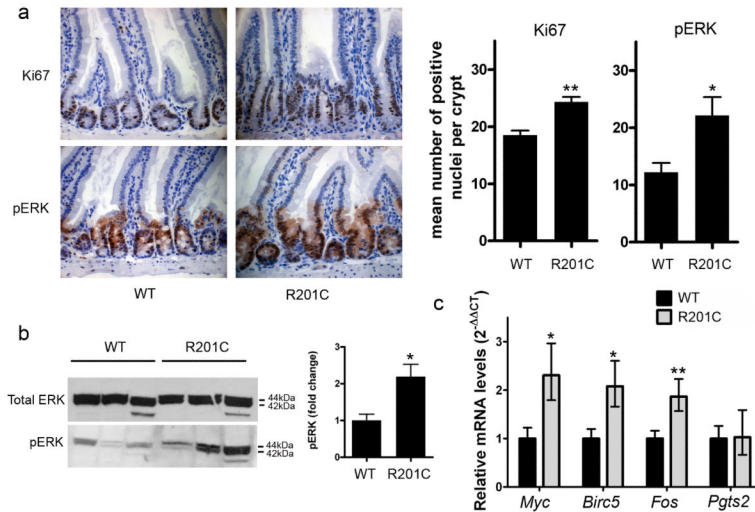 a
Ki67
pERK
WT
R201C
Ki67
pERK
mean number of positive
nuclei per crypt
30
20
10
0
WT
R201C
30
20
10
0
WT
R201C
**
*
b
WT
R201C
Total ERK
44kDa
42kDa
pERK
44kDa
42kDa
pERK (fold change)
3
2
1
0
*
WT
R201C
c
WT
R201C
Relative mRNA levels (2^-ΔΔCT)
3
2
1
0
*
*
**
Myc
Birc5
Fos
Pgts2